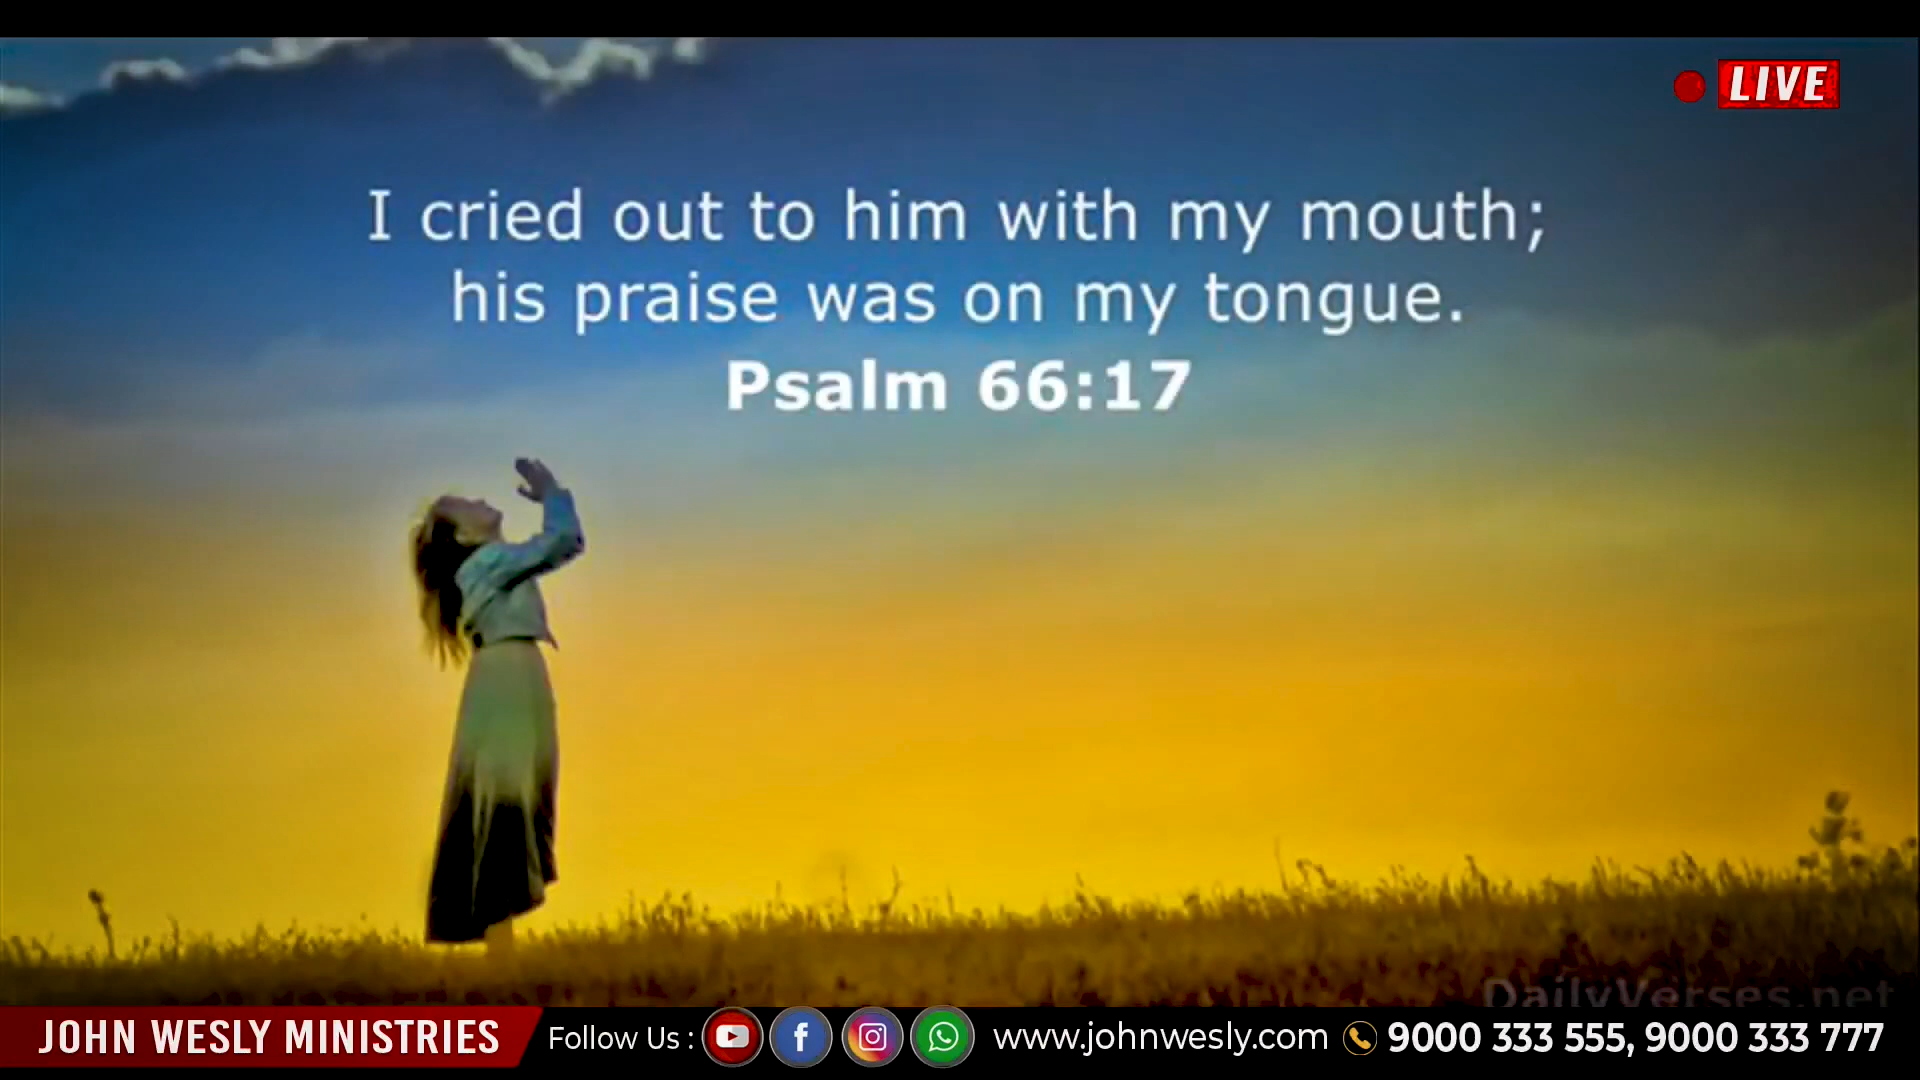 LIVE
I cried out to him with my mouth;
his praise was on my tongue.
Psalm 66:17
DailyVerses.net
JOHN WESLY MINISTRIES Follow Us : www.johnwesly.com 9000 333 555, 9000 333 777